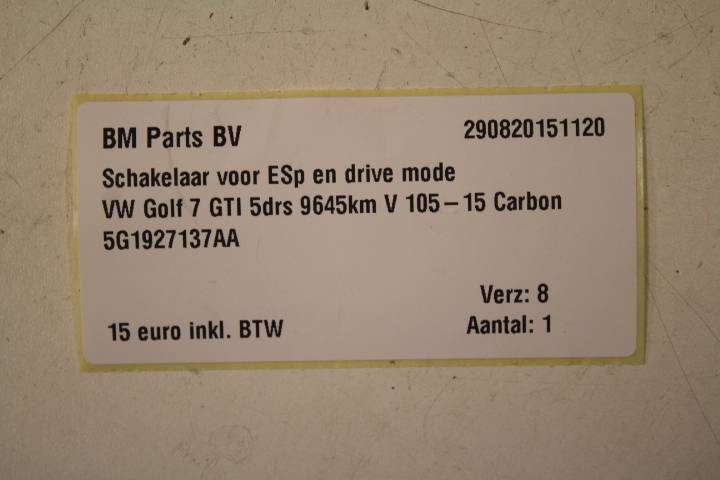 BM Parts BV 290820151120
Schakelaar voor ESp en drive mode
VW Golf 7 GTI 5drs 9645km V 105-15 Carbon
5G1927137AA
Verz: 8
15 euro inkl. BTW Aantal: 1